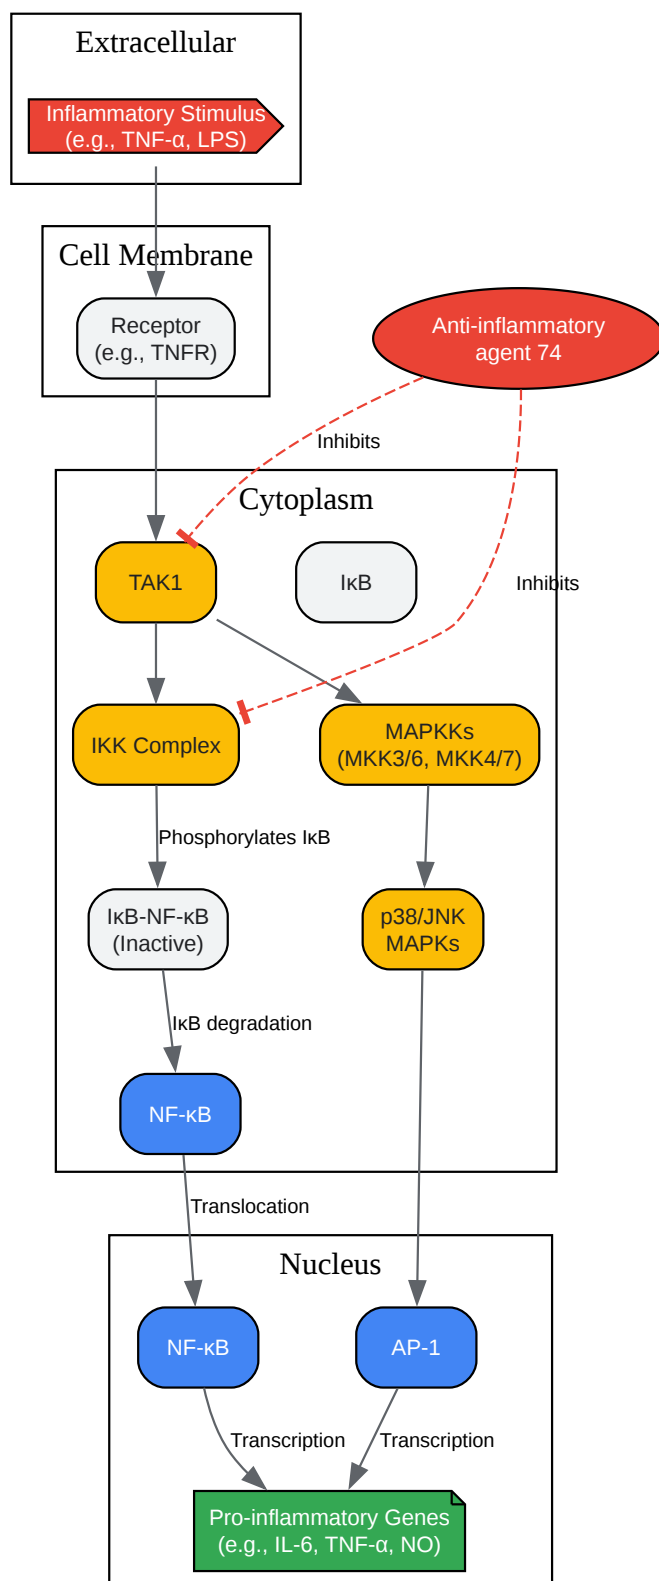 Extracellular
Inflammatory Stimulus
(e.g., TNF-α, LPS)
Cell Membrane
Receptor
(e.g., TNFR)
Anti-inflammatory
agent 74
Inhibits
Cytoplasm
TAK1
IκB
Inhibits
IKK Complex
MAPKKs
(MKK3/6, MKK4/7)
Phosphorylates IκB
IκB-NF-κB
(Inactive)
p38/JNK
MAPKs
IκB degradation
NF-κB
Translocation
Nucleus
NF-κB
AP-1
Transcription
Transcription
Pro-inflammatory Genes
(e.g., IL-6, TNF-α, NO)